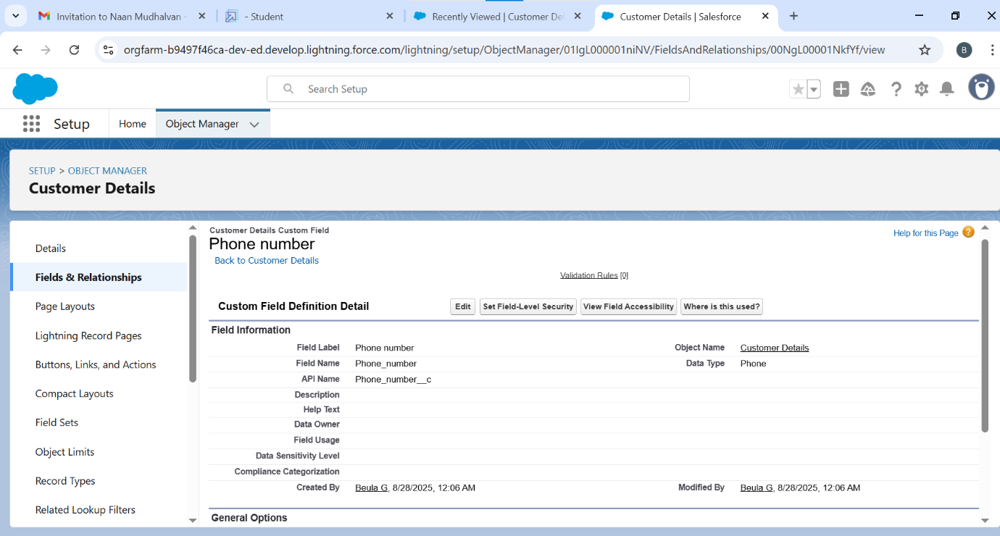 Invitation to Naan Mudhalvan -
- Student
Recently Viewed | Customer De
Customer Details | Salesforce
orgfarm-b9497f46ca-dev-ed.develop.lightning.force.com/lightning/setup/ObjectManager/01IgL000001niNV/FieldsAndRelationships/00NgL00001NkfYf/view
B
Search Setup
Setup
Home
Object Manager
SETUP > OBJECT MANAGER
Customer Details
Details
Fields & Relationships
Page Layouts
Lightning Record Pages
Buttons, Links, and Actions
Compact Layouts
Field Sets
Object Limits
Record Types
Related Lookup Filters
Customer Details Custom Field
Phone number
Back to Customer Details
Help for this Page
Validation Rules [0]
Custom Field Definition Detail
Edit
Set Field-Level Security
View Field Accessibility
Where is this used?
Field Information
Field Label Phone number Object Name Customer Details
Field Name Phone_number Data Type Phone
API Name Phone_number__c
Description
Help Text
Data Owner
Field Usage
Data Sensitivity Level
Compliance Categorization
Created By Beula G, 8/28/2025, 12:06 AM Modified By Beula G, 8/28/2025, 12:06 AM
General Options